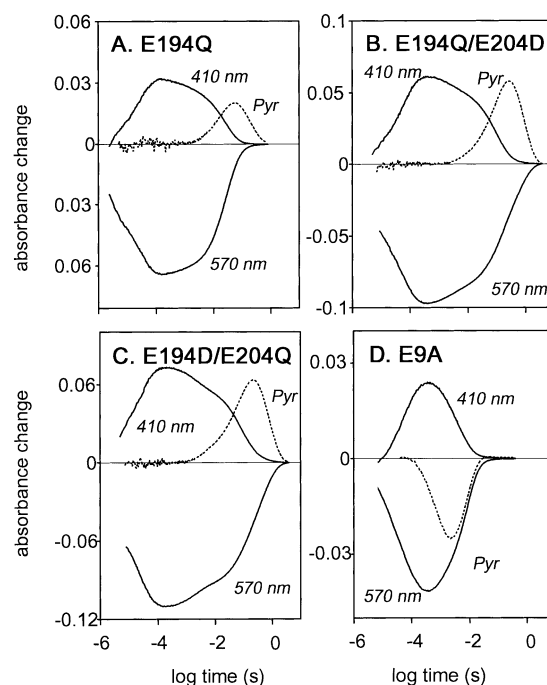 A. E194Q
B. E194Q/E204D
absorbance change
0.06
0.03
0
0.03
0.06
410 nm
Pyr
570 nm
0.1
0.05
0
-0.05
-0.1
410 nm
Pyr
570 nm
C. E194D/E204Q
D. E9A
absorbance change
0.06
0
-0.06
-0.12
410 nm
Pyr
570 nm
0.03
0
-0.03
410 nm
Pyr
570 nm
-6 -4 -2 0
-6 -4 -2 0
log time (s)
log time (s)